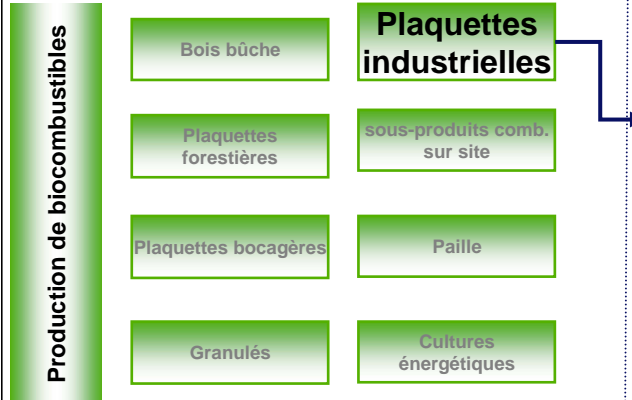 Production de biocombustibles
Bois bûche
Plaquettes
industrielles
Plaquettes
forestières
sous-produits comb.
sur site
Plaquettes bocagères
Paille
Granulés
Cultures
énergétiques